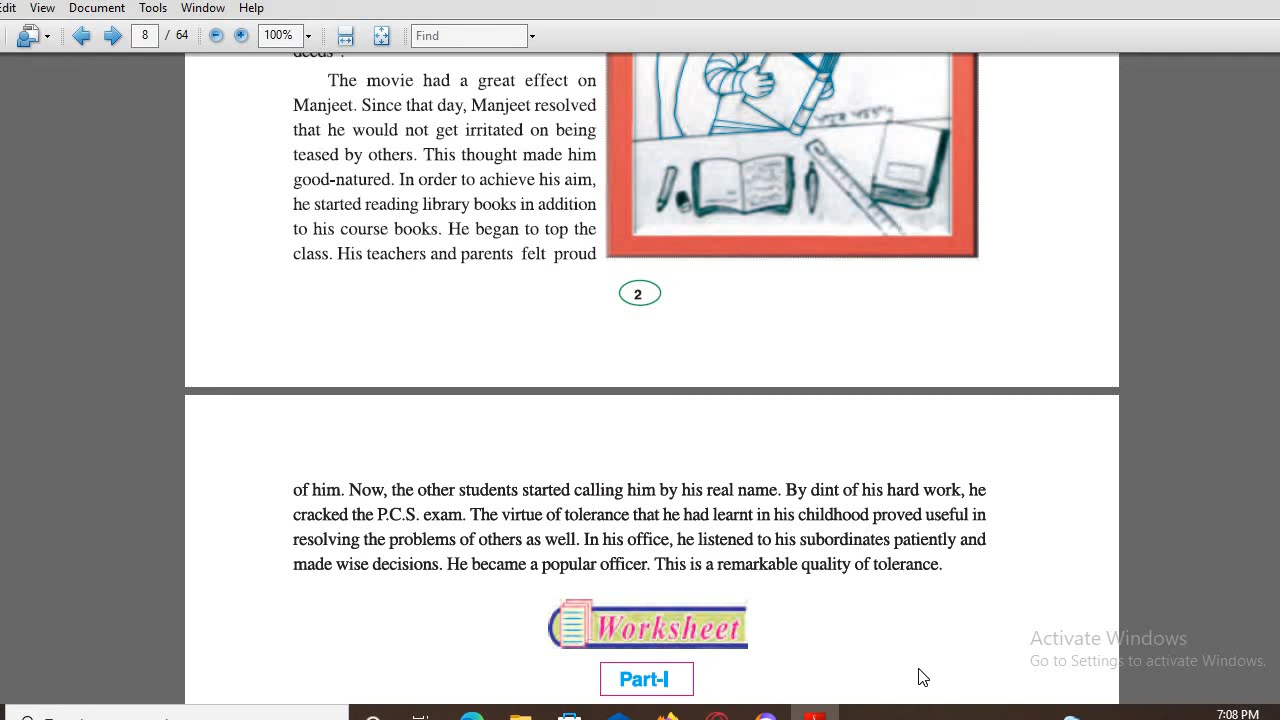 Edit View Document Tools Window Help
8 / 64 100% Find
deeds".
The movie had a great effect on
Manjeet. Since that day, Manjeet resolved
that he would not get irritated on being
teased by others. This thought made him
good-natured. In order to achieve his aim,
he started reading library books in addition
to his course books. He began to top the
class. His teachers and parents felt proud
2
of him. Now, the other students started calling him by his real name. By dint of his hard work, he
cracked the P.C.S. exam. The virtue of tolerance that he had learnt in his childhood proved useful in
resolving the problems of others as well. In his office, he listened to his subordinates patiently and
made wise decisions. He became a popular officer. This is a remarkable quality of tolerance.
Worksheet
Activate Windows
Go to Settings to activate Windows.
Part-I
7:08 PM